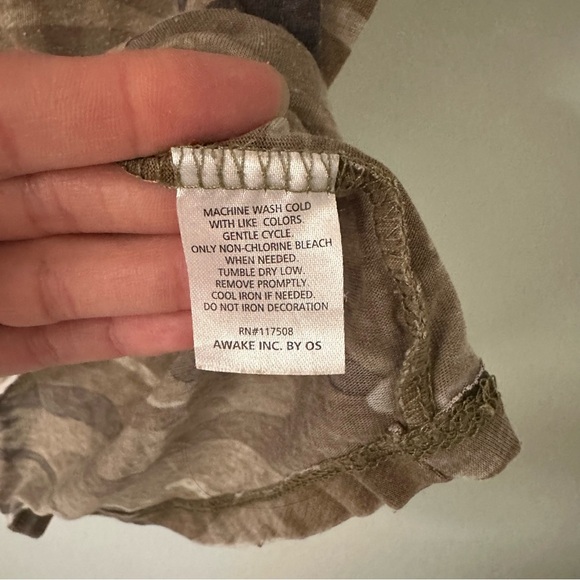 MACHINE WASH COLD
WITH LIKE COLORS.
GENTLE CYCLE.
ONLY NON-CHLORINE BLEACH
WHEN NEEDED.
TUMBLE DRY LOW.
REMOVE PROMPTLY
COOL IRON IF NEEDED.
DO NOT IRON DECORATION
RN#117508
AWAKE INC. BY OS